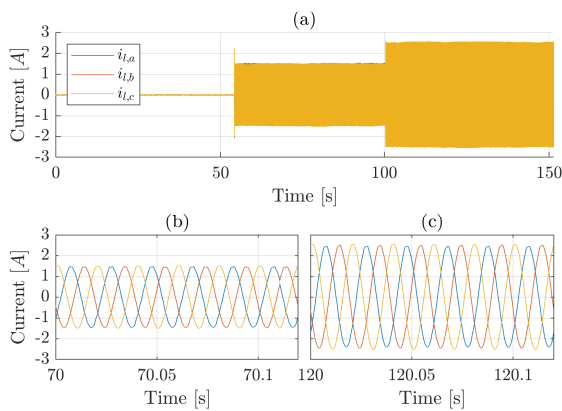 (a)
3
2
1
0
-1
-2
-3
Current [A]
i_{l,a}
i_{l,b}
i_{l,c}
0 50 100 150
Time [s]
(b)
3
2
1
0
-1
-2
-3
Current [A]
70 70.05 70.1
Time [s]
(c)
120 120.05 120.1
Time [s]